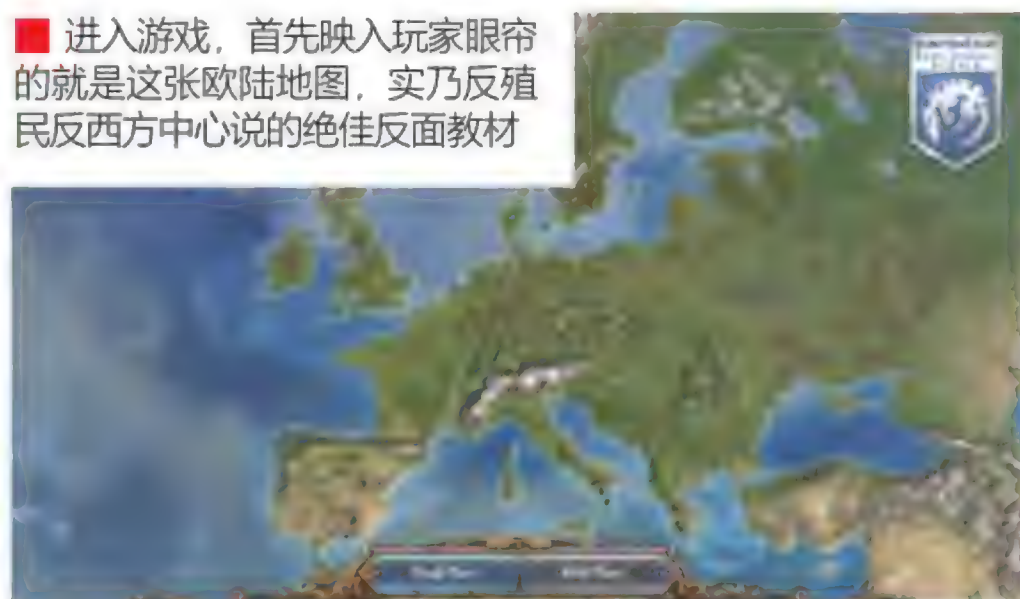 进入游戏，首先映入玩家眼帘
的就是这张欧陆地图，实乃反殖
民反西方中心说的绝佳反面教材